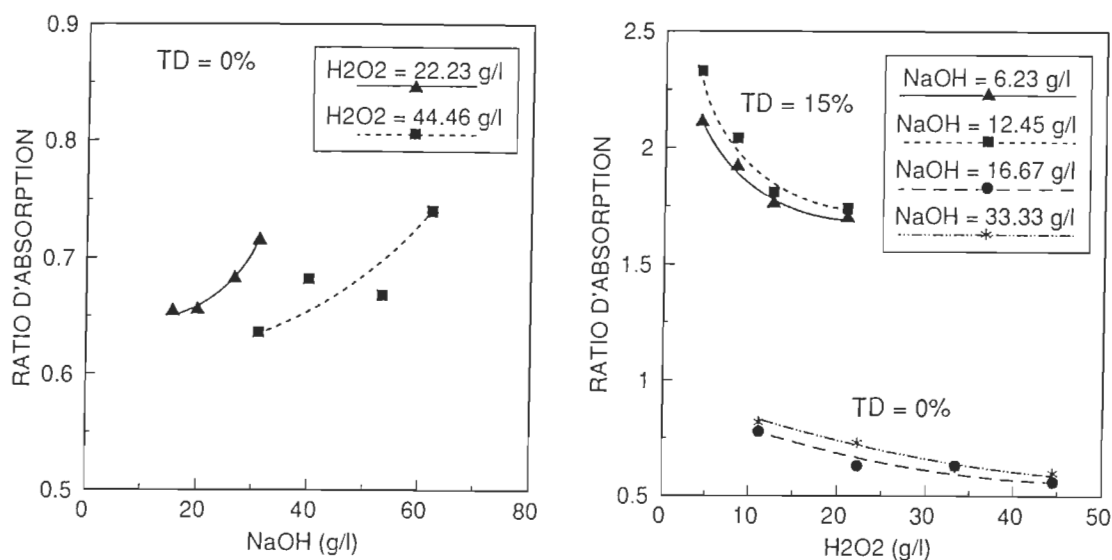 0.9
0.8
0.7
0.6
0.5
RATIO D'ABSORPTION
TD = 0%
H2O2 = 22.23 g/l
H2O2 = 44.46 g/l
0
20
40
60
80
NaOH (g/l)
2.5
2
1.5
1
0.5
RATIO D'ABSORPTION
TD = 15%
NaOH = 6.23 g/l
NaOH = 12.45 g/l
NaOH = 16.67 g/l
NaOH = 33.33 g/l
TD = 0%
0
10
20
30
40
50
H2O2 (g/l)